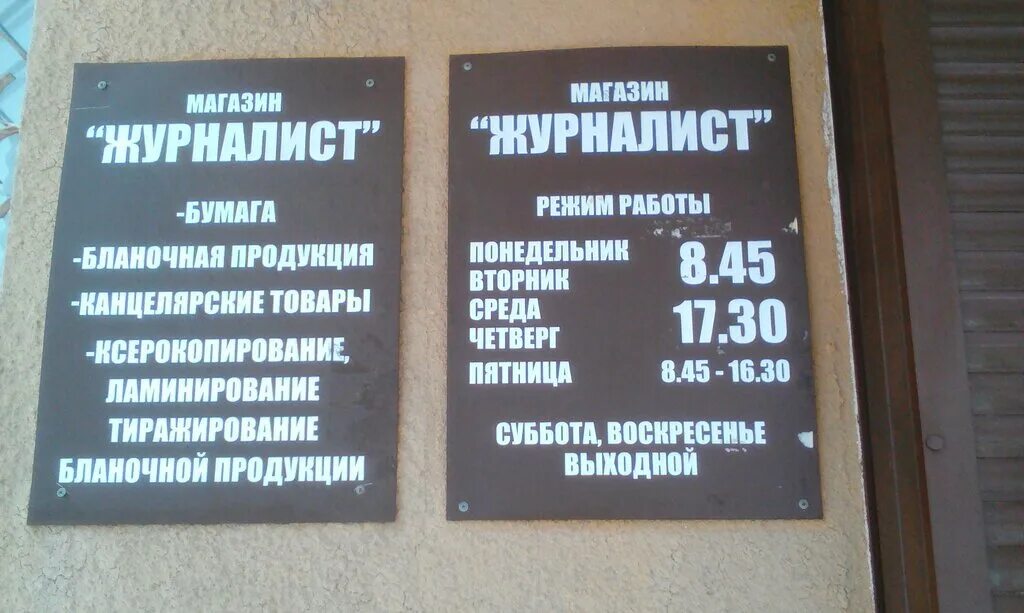 МАГАЗИН
"ЖУРНАЛИСТ"
-БУМАГА
-БЛАНОЧНАЯ ПРОДУКЦИЯ
-КАНЦЕЛЯРСКИЕ ТОВАРЫ
-КСЕРОКОПИРОВАНИЕ,
ЛАМИНИРОВАНИЕ
ТИРАЖИРОВАНИЕ
БЛАНОЧНОЙ ПРОДУКЦИИ
МАГАЗИН
"ЖУРНАЛИСТ"
РЕЖИМ РАБОТЫ
ПОНЕДЕЛЬНИК
ВТОРНИК
СРЕДА
ЧЕТВЕРГ
8.45
17.30
ПЯТНИЦА 8.45 - 16.30
СУББОТА, ВОСКРЕСЕНЬЕ
ВЫХОДНОЙ